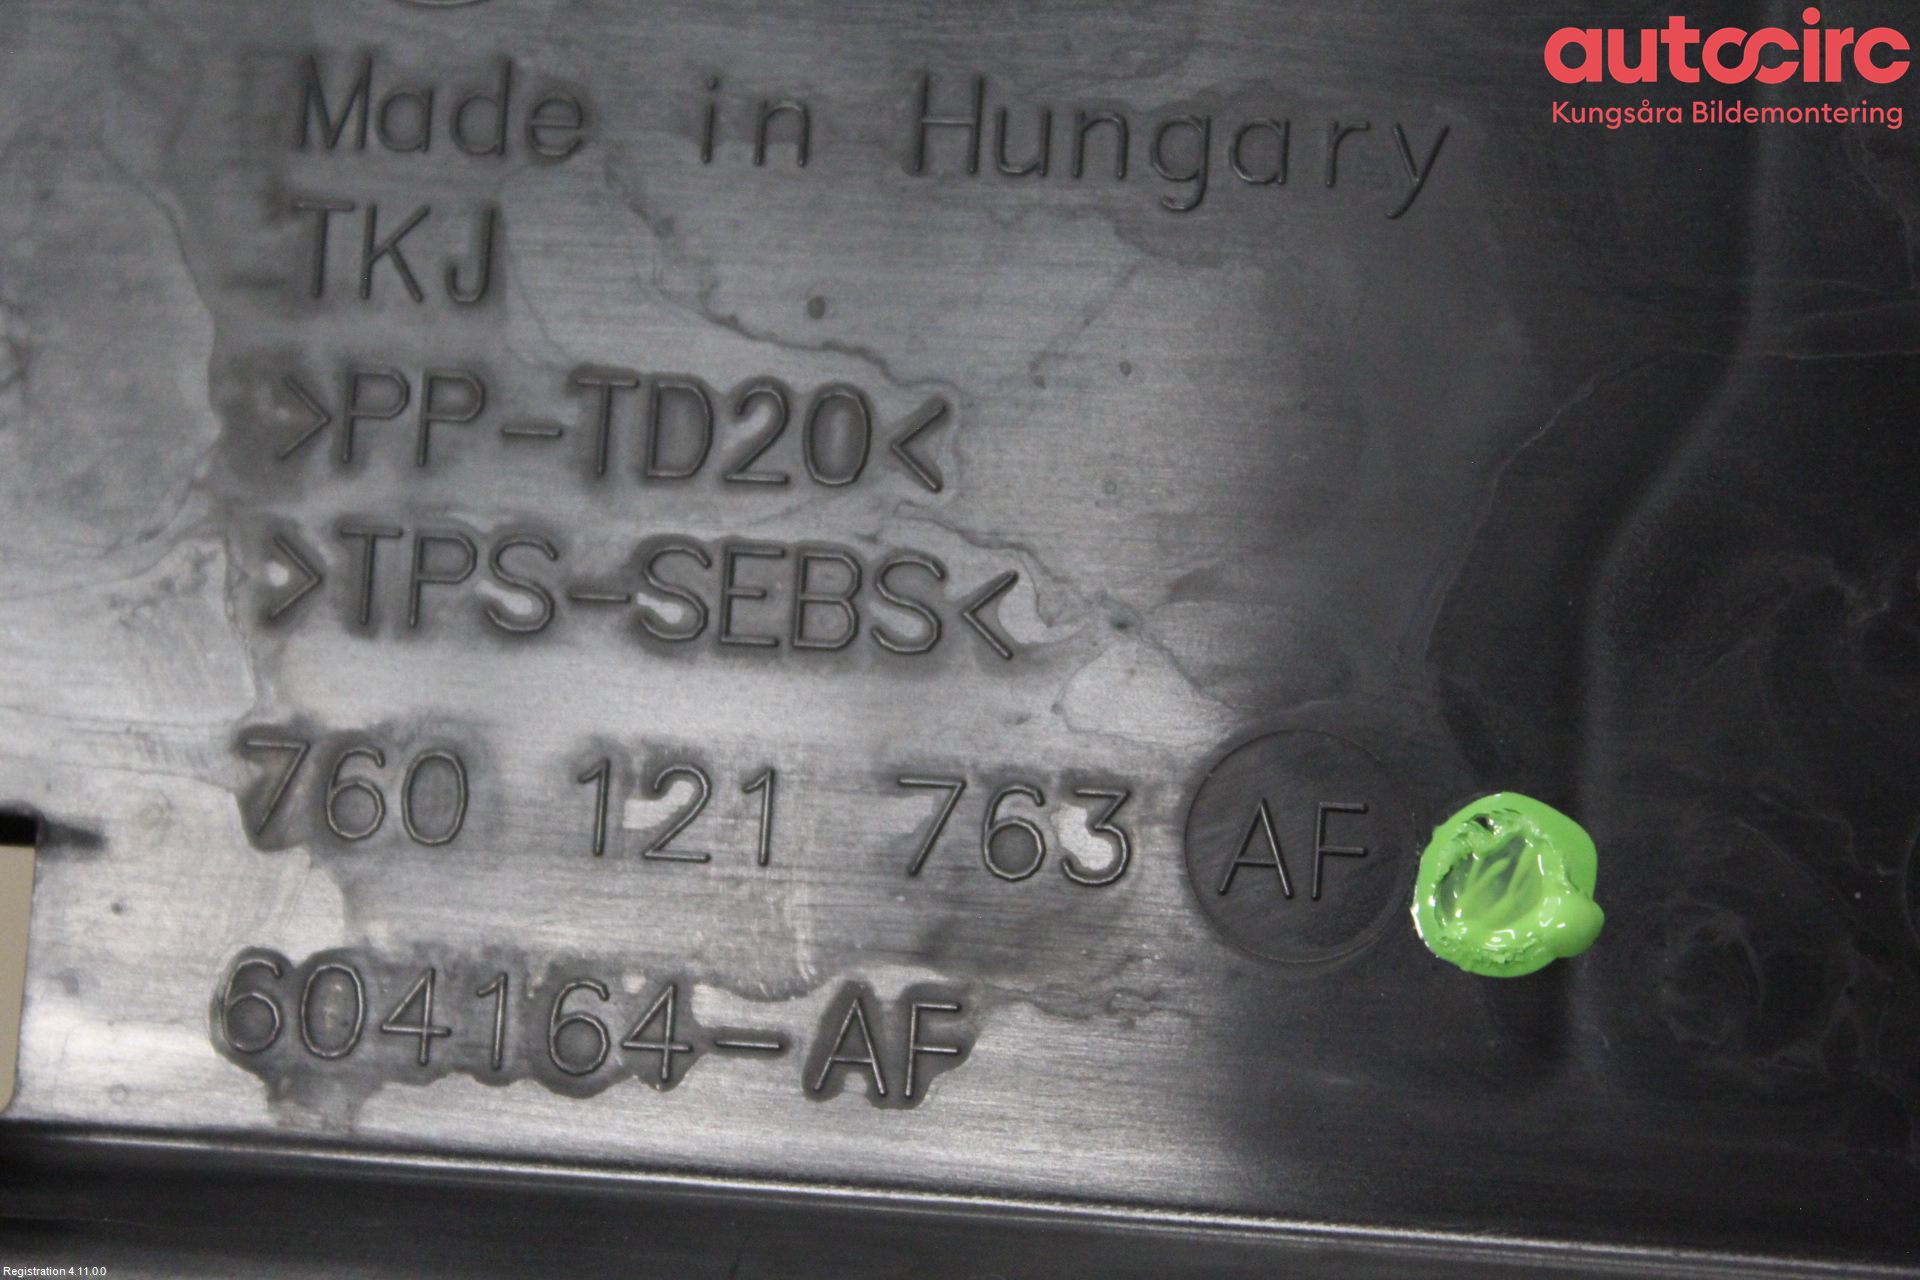 autocirc
Kungsåra Bildemontering
Made in Hungary
TKJ
>PP-TD20<
>TPS-SEBS<
760 121 763 AF
604164-AF
Registration 4.11.0.0